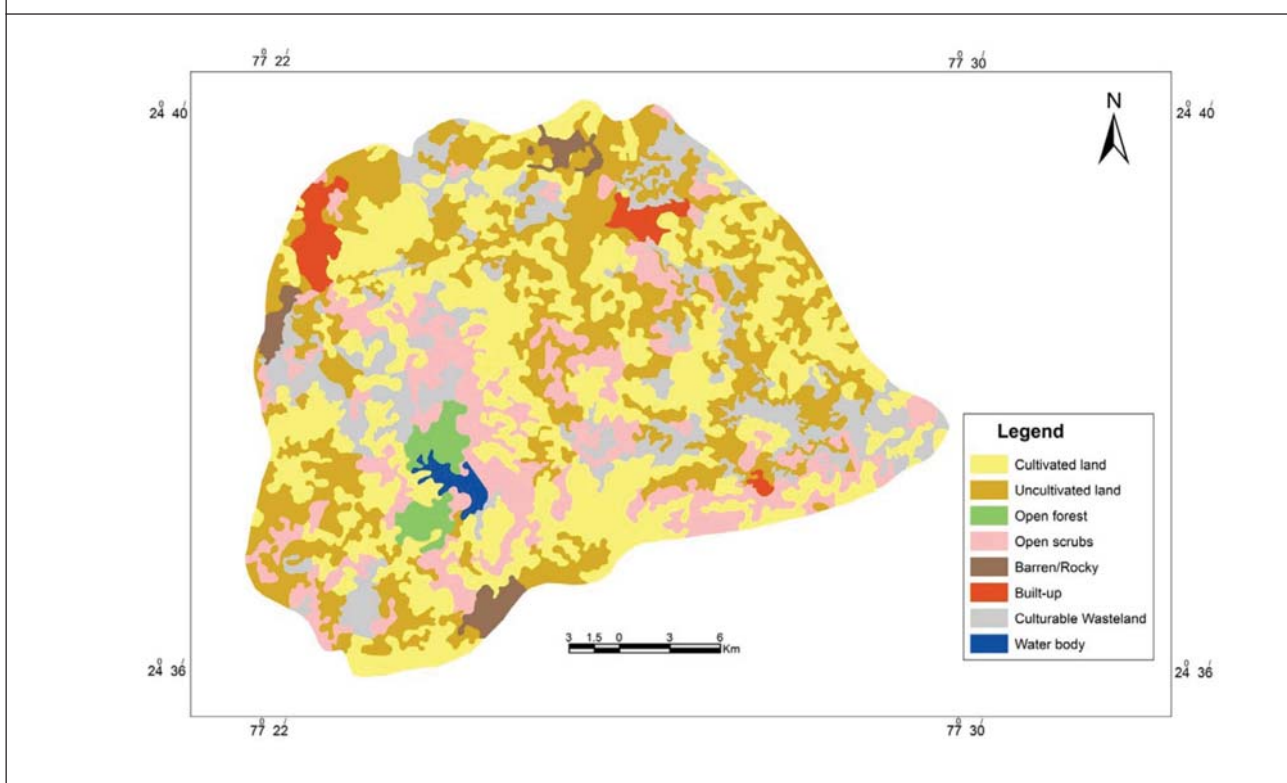 77° 22′ 77° 30′
24° 40′ N 24° 40′
Legend
Cultivated land
Uncultivated land
Open forest
Open scrubs
Barren/Rocky
Built-up
Culturable Wasteland
Water body
3 1.5 0 3 6
Km
24° 36′ 24° 36′
77° 22′ 77° 30′